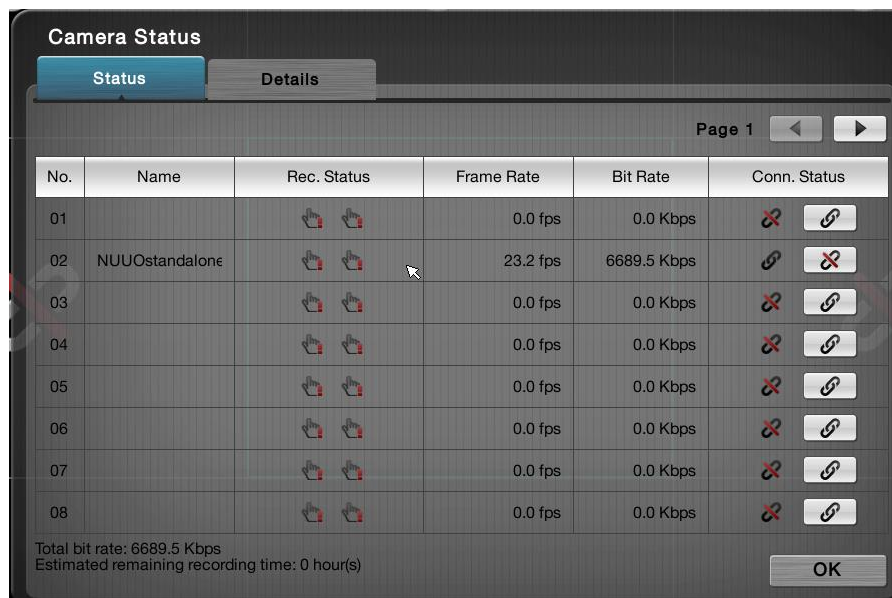 Camera Status
Status Details
Page 1
No. Name Rec. Status Frame Rate Bit Rate Conn. Status
01 0.0 fps 0.0 Kbps
02 NUUOstandalone 23.2 fps 6689.5 Kbps
03 0.0 fps 0.0 Kbps
04 0.0 fps 0.0 Kbps
05 0.0 fps 0.0 Kbps
06 0.0 fps 0.0 Kbps
07 0.0 fps 0.0 Kbps
08 0.0 fps 0.0 Kbps
Total bit rate: 6689.5 Kbps
Estimated remaining recording time: 0 hour(s)
OK